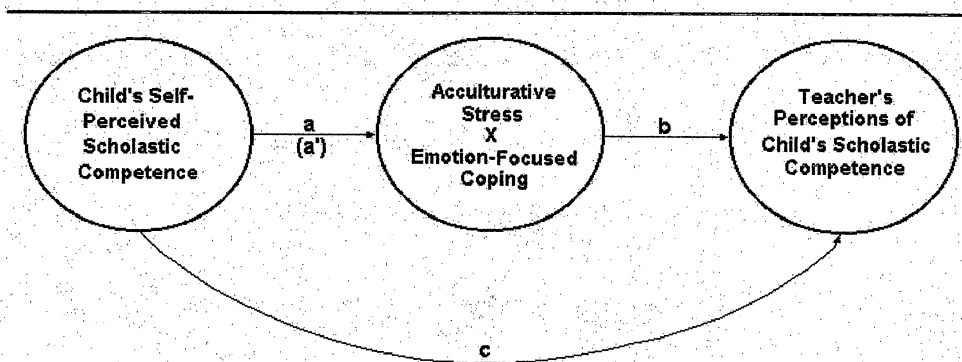 Child's Self-
Perceived
Scholastic
Competence
a
(a')
Acculturative
Stress
X
Emotion-Focused
Coping
b
Teacher's
Perceptions of
Child's Scholastic
Competence
c